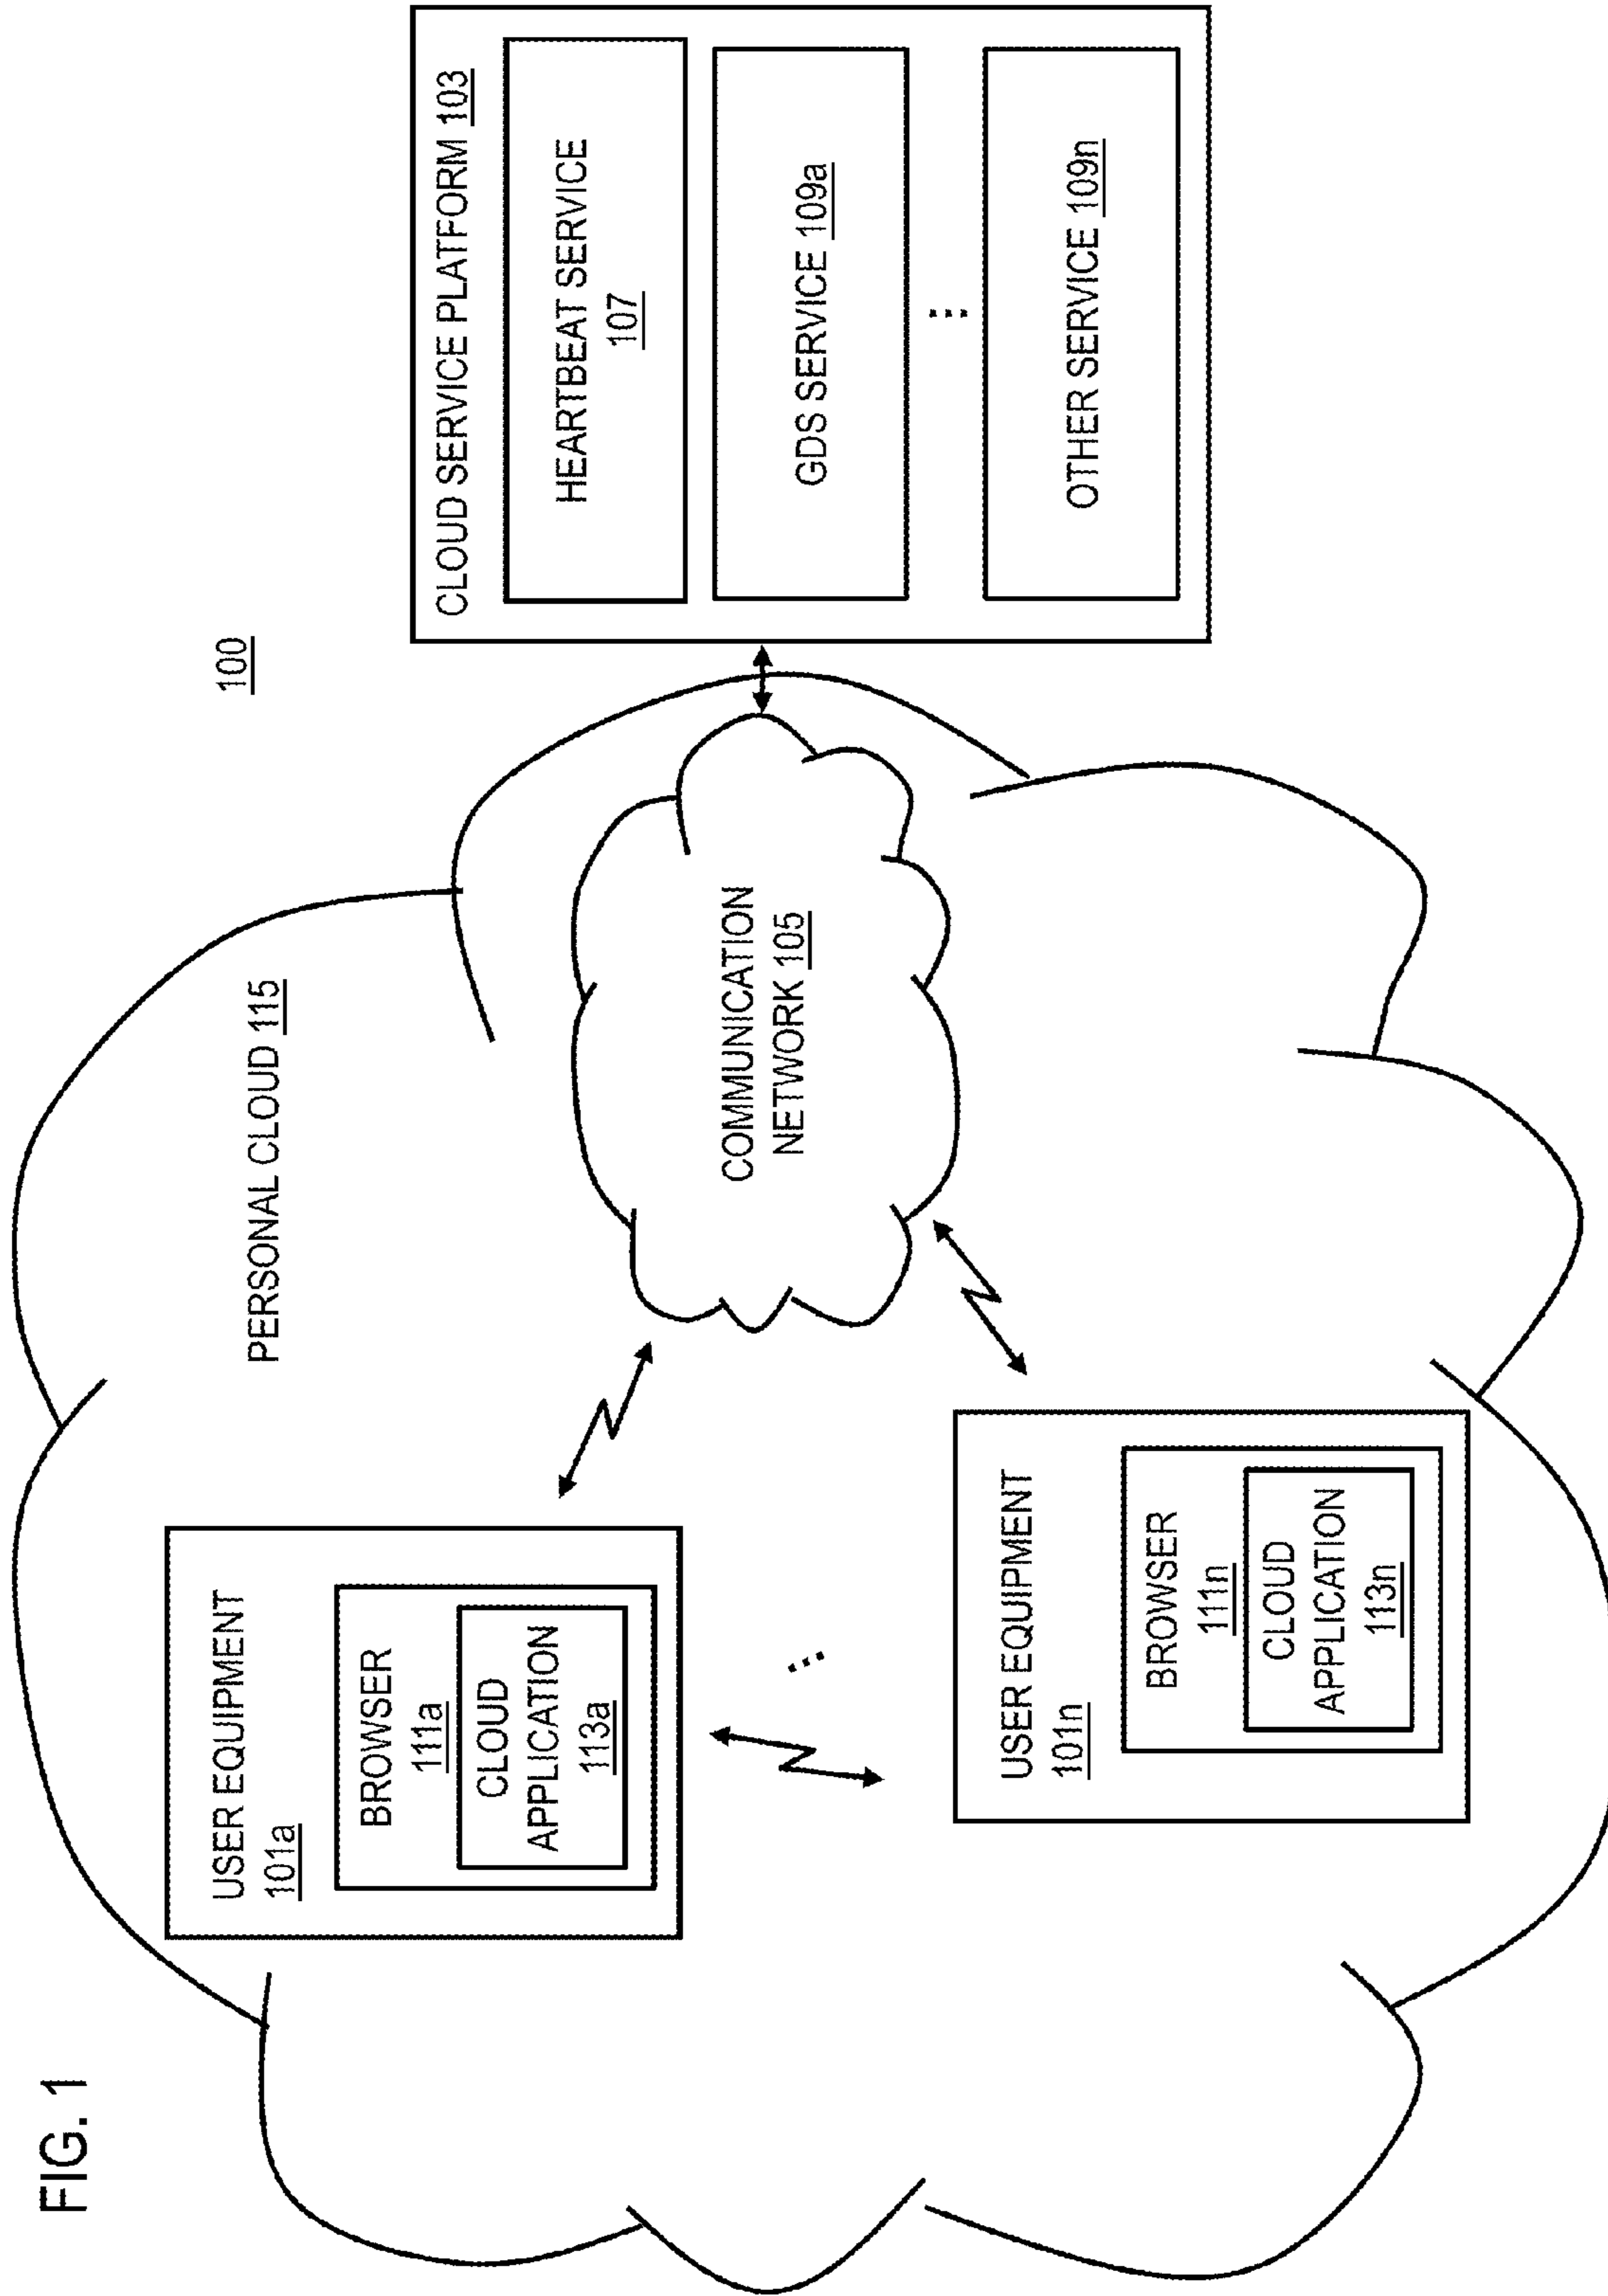 FIG. 1
100
PERSONAL CLOUD 115
USER EQUIPMENT
101a
BROWSER
111a
CLOUD
APPLICATION
113a
...
USER EQUIPMENT
101n
BROWSER
111n
CLOUD
APPLICATION
113n
COMMUNICATION
NETWORK 105
CLOUD SERVICE PLATFORM 103
HEARTBEAT SERVICE
107
GDS SERVICE 109a
...
OTHER SERVICE 109n